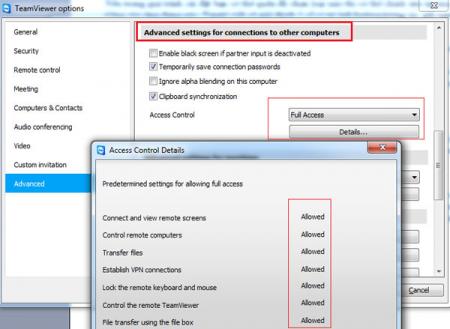 TeamViewer options
General
Security
Remote control
Meeting
Computers & Contacts
Audio conferencing
Video
Custom invitation
Advanced
Advanced settings for connections to other computers
Enable black screen if partner input is deactivated
Temporarily save connection passwords
Ignore alpha blending on this computer
Clipboard synchronization
Access Control Full Access
Details...
Cancel
Access Control Details
Predetermined settings for allowing full access
Connect and view remote screens Allowed
Control remote computers Allowed
Transfer files Allowed
Establish VPN connections Allowed
Lock the remote keyboard and mouse Allowed
Control the remote TeamViewer Allowed
File transfer using the file box Allowed